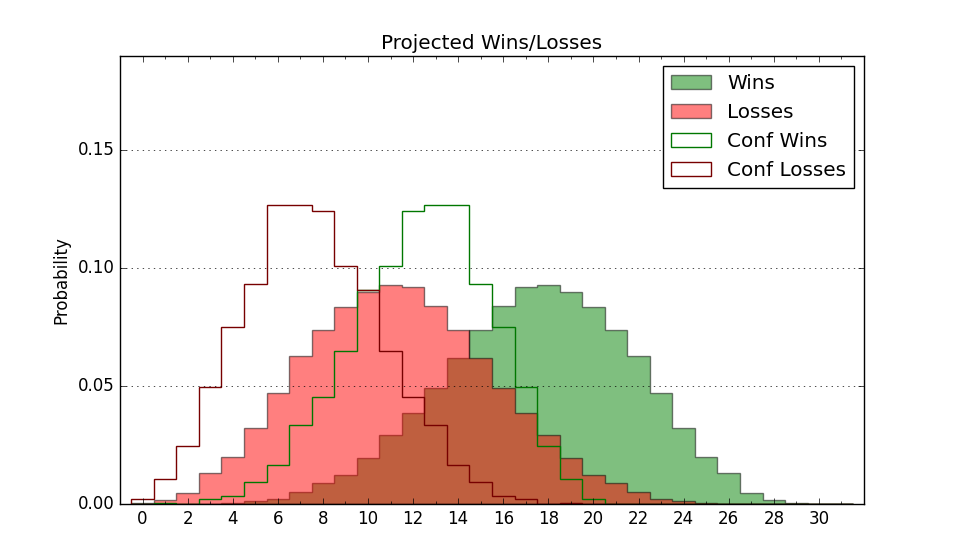 Projected Wins/Losses
Wins
Losses
Conf Wins
Conf Losses
Probability
0.15
0.10
0.05
0.00
0 2 4 6 8 10 12 14 16 18 20 22 24 26 28 30